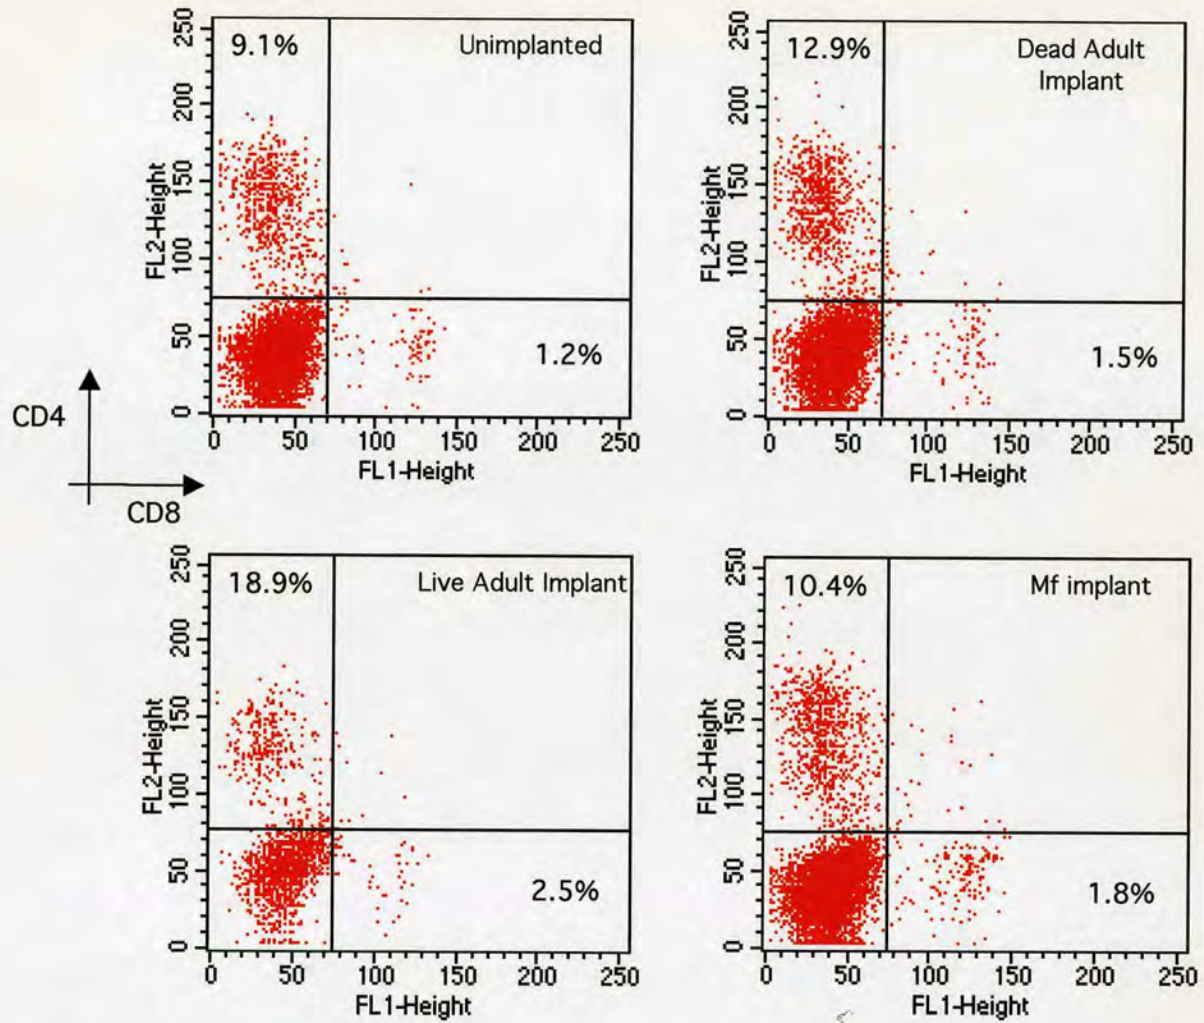 9.1%
Unimplanted
FL2-Height
0 50 100 150 200 250
0 50 100 150 200 250
FL1-Height
12.9%
Dead Adult
Implant
FL2-Height
0 50 100 150 200 250
0 50 100 150 200 250
FL1-Height
1.2%
1.5%
CD4
CD8
18.9%
Live Adult Implant
FL2-Height
0 50 100 150 200 250
2.5%
0 50 100 150 200 250
FL1-Height
10.4%
Mf implant
FL2-Height
0 50 100 150 200 250
1.8%
0 50 100 150 200 250
FL1-Height